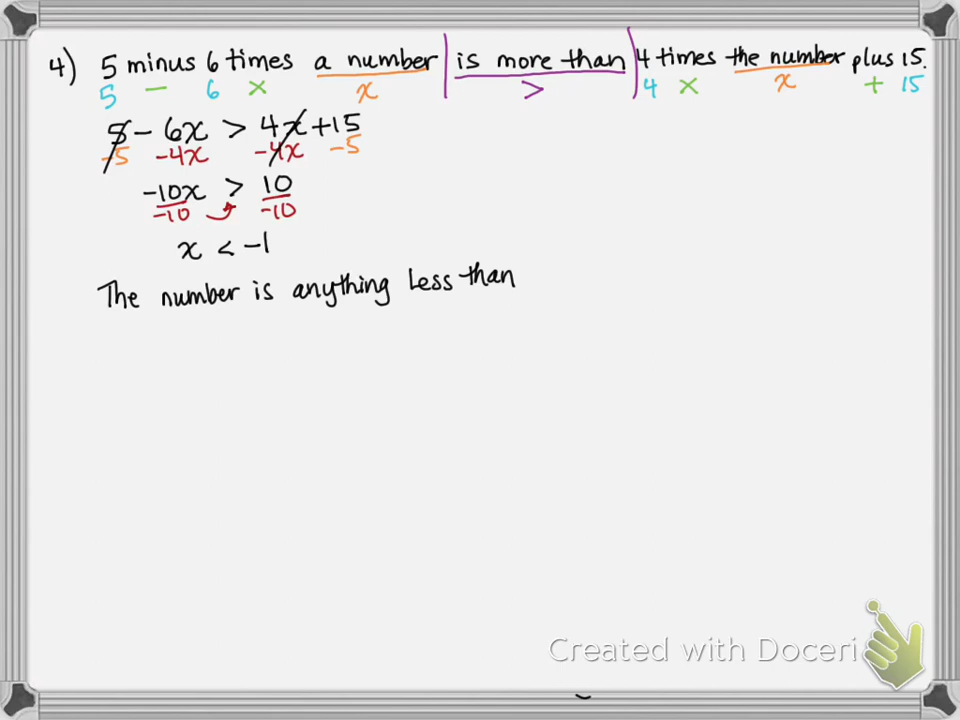 4) 5 minus 6 times a number is more than 4 times the number plus 15.
5 − 6 × x > 4 × x + 15
5 − 6x > 4x + 15
−5 −4x −4x −5
−10x > 10
−10 −10
x < −1
The number is anything less than
Created with Doceri